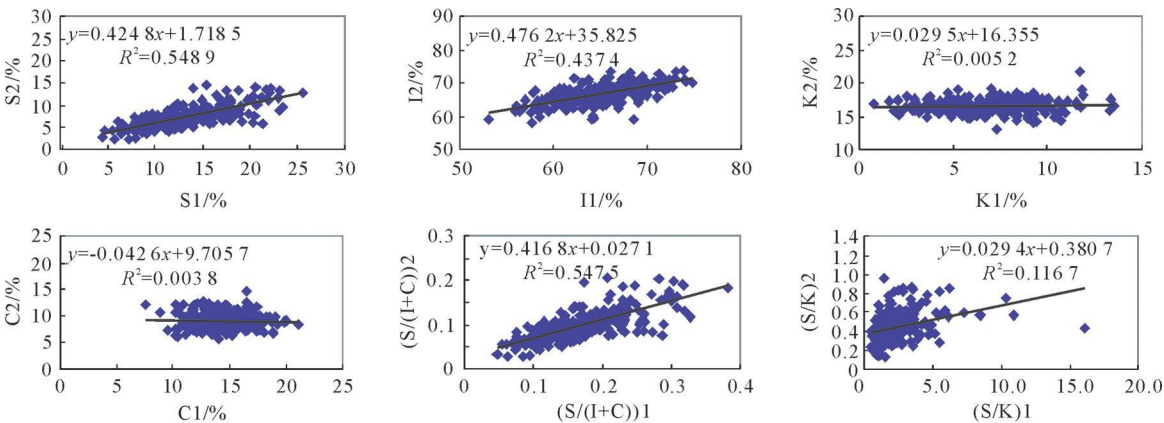 30
25
20
15
10
5
0
S2/%
y=0.424 8x+1.718 5
R²=0.548 9
0 5 10 15 20 25 30
S1/%
90
80
70
60
50
I2/%
y=0.476 2x+35.825
R²=0.437 4
50 60 70 80
I1/%
30
25
20
15
10
K2/%
y=0.029 5x+16.355
R²=0.005 2
0 5 10 15
K1/%
25
20
15
10
5
0
C2/%
y=-0.042 6x+9.705 7
R²=0.003 8
0 5 10 15 20 25
C1/%
0.3
0.2
0.1
0
(S/(I+C))2
y=0.416 8x+0.027 1
R²=0.547 5
0 0.1 0.2 0.3 0.4
(S/(I+C))1
1.4
1.2
1.0
0.8
0.6
0.4
0.2
0
(S/K)2
y=0.029 4x+0.380 7
R²=0.116 7
0 5.0 10.0 15.0 20.0
(S/K)1